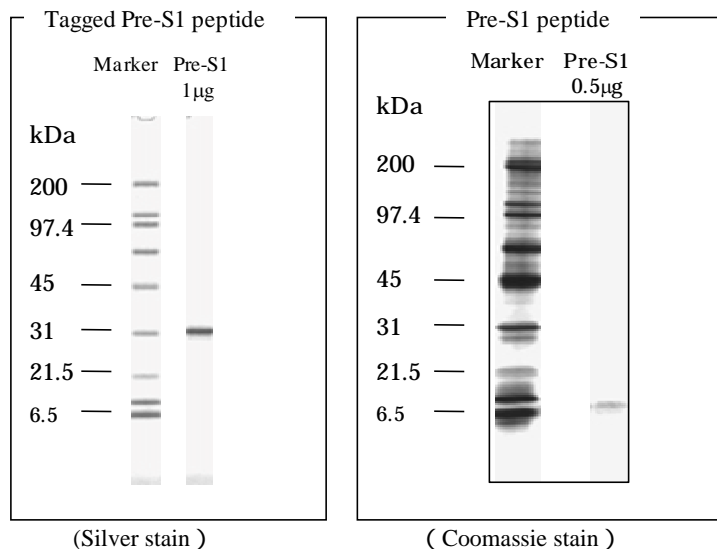 Tagged Pre-S1 peptide
Marker Pre-S1
1μg
kDa
200
97.4
45
31
21.5
6.5
(Silver stain )
Pre-S1 peptide
Marker Pre-S1
0.5μg
kDa
200
97.4
45
31
21.5
6.5
( Coomassie stain )